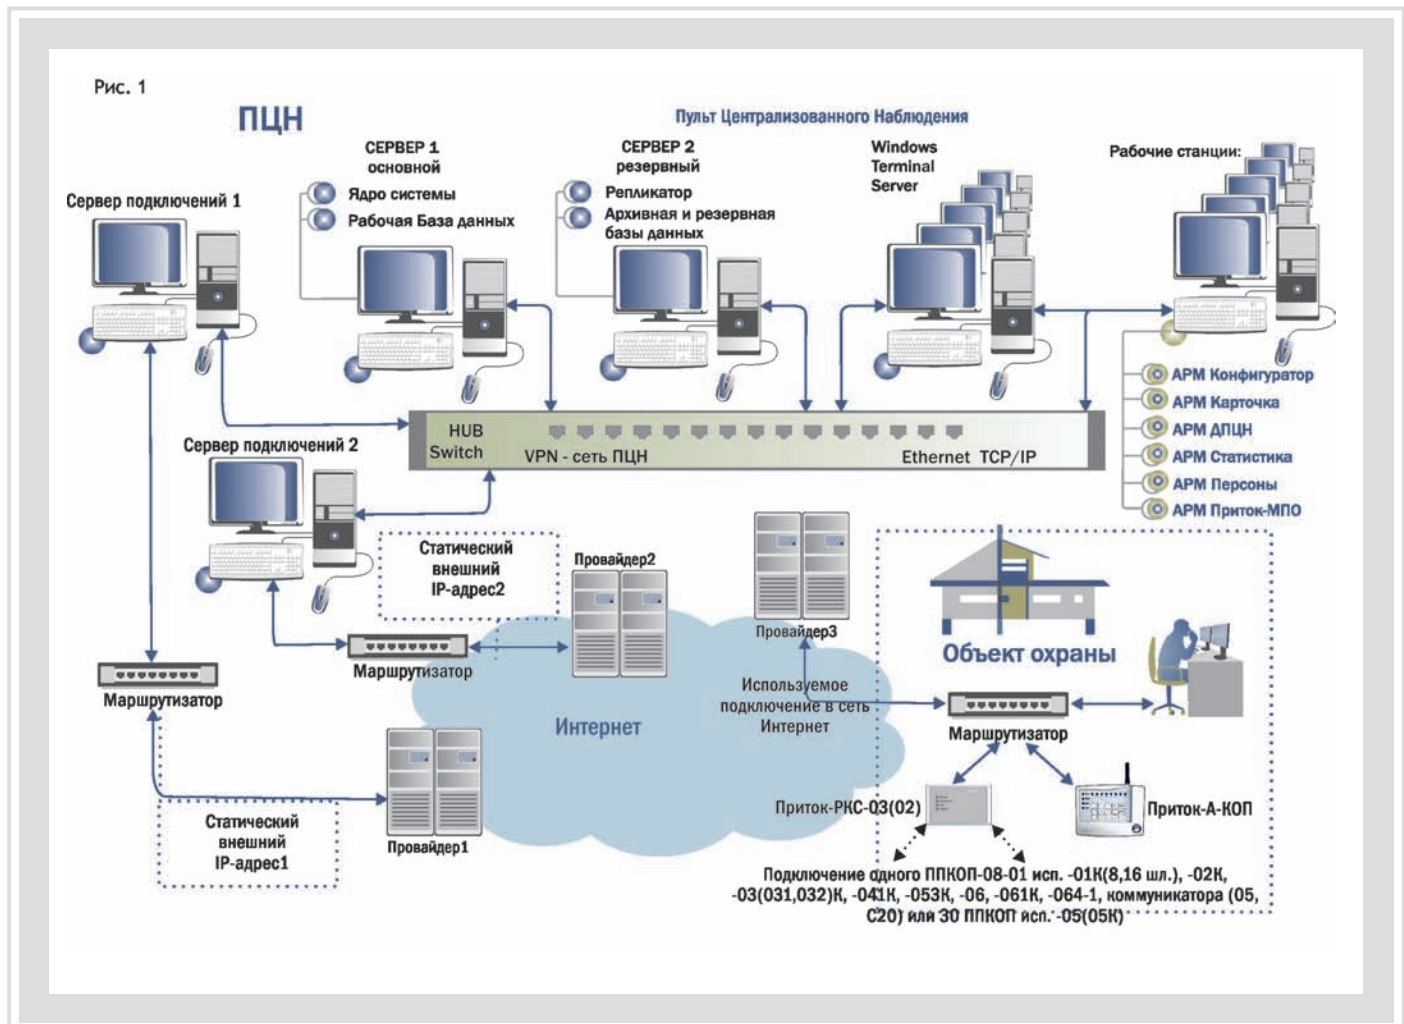 Рис. 1
ПЦН
Пульт Централизованного Наблюдения
СЕРВЕР 1
основной
Ядро системы
Рабочая База данных
СЕРВЕР 2
резервный
Репликатор
Архивная и резервная
базы данных
Windows
Terminal
Server
Рабочие станции:
Сервер подключений 1
АРМ Конфигуратор
АРМ Карточка
АРМ ДПЦН
АРМ Статистика
АРМ Персоны
АРМ Приток-МПО
HUB
Switch
VPN - сеть ПЦН
Ethernet TCP/IP
Сервер подключений 2
Статический
внешний
IP-адрес2
Провайдер2
Провайдер3
Объект охраны
Маршрутизатор
Маршрутизатор
Интернет
Используемое
подключение в сеть
Интернет
Маршрутизатор
Приток-РКС-03(02)
Приток-А-КОП
Статический
внешний
IP-адрес1
Провайдер1
Подключение одного ППКОП-08-01 исп. -01К(8,16 шл.), -02К,
-03(031,032)К, -041К, -053К, -06, -061К, -064-1, коммуникатора (05,
С20) или 30 ППКОП исп. -05(05К)